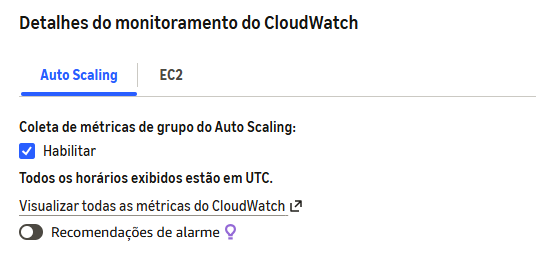 Detalhes do monitoramento do CloudWatch
Auto Scaling
EC2
Coleta de métricas de grupo do Auto Scaling:
Habilitar
Todos os horários exibidos estão em UTC.
Visualizar todas as métricas do CloudWatch
Recomendações de alarme